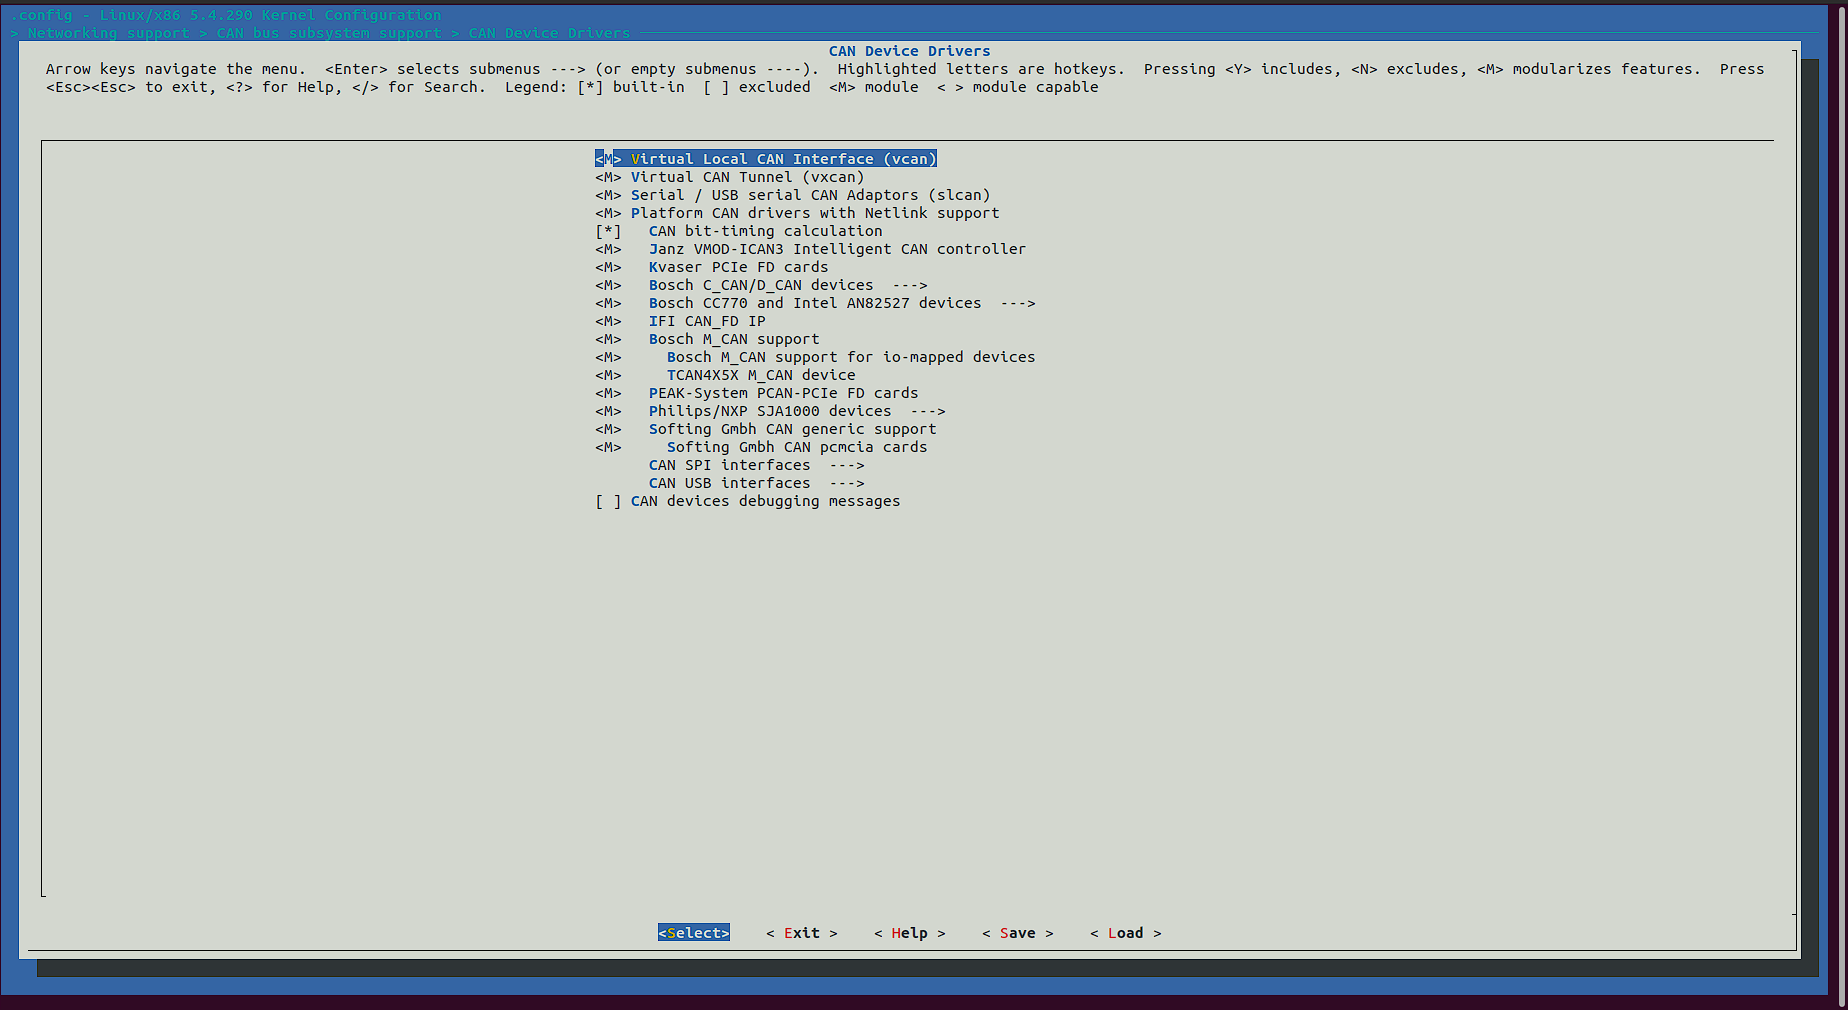 .config - Linux/x86 5.4.290 Kernel Configuration
> Networking support > CAN bus subsystem support > CAN Device Drivers
CAN Device Drivers
Arrow keys navigate the menu.  <Enter> selects submenus ---> (or empty submenus ----).  Highlighted letters are hotkeys.  Pressing <Y> includes, <N> excludes, <M> modularizes features.  Press
<Esc><Esc> to exit, <?> for Help, </> for Search.  Legend: [*] built-in  [ ] excluded  <M> module  < > module capable
<M> Virtual Local CAN Interface (vcan)
<M> Virtual CAN Tunnel (vxcan)
<M> Serial / USB serial CAN Adaptors (slcan)
<M> Platform CAN drivers with Netlink support
[*]   CAN bit-timing calculation
<M>   Janz VMOD-ICAN3 Intelligent CAN controller
<M>   Kvaser PCIe FD cards
<M>   Bosch C_CAN/D_CAN devices  --->
<M>   Bosch CC770 and Intel AN82527 devices  --->
<M>   IFI CAN_FD IP
<M>   Bosch M_CAN support
<M>     Bosch M_CAN support for io-mapped devices
<M>     TCAN4X5X M_CAN device
<M>   PEAK-System PCAN-PCIe FD cards
<M>   Philips/NXP SJA1000 devices  --->
<M>   Softing Gmbh CAN generic support
<M>     Softing Gmbh CAN pcmcia cards
      CAN SPI interfaces  --->
      CAN USB interfaces  --->
[ ] CAN devices debugging messages
<Select>    < Exit >    < Help >    < Save >    < Load >